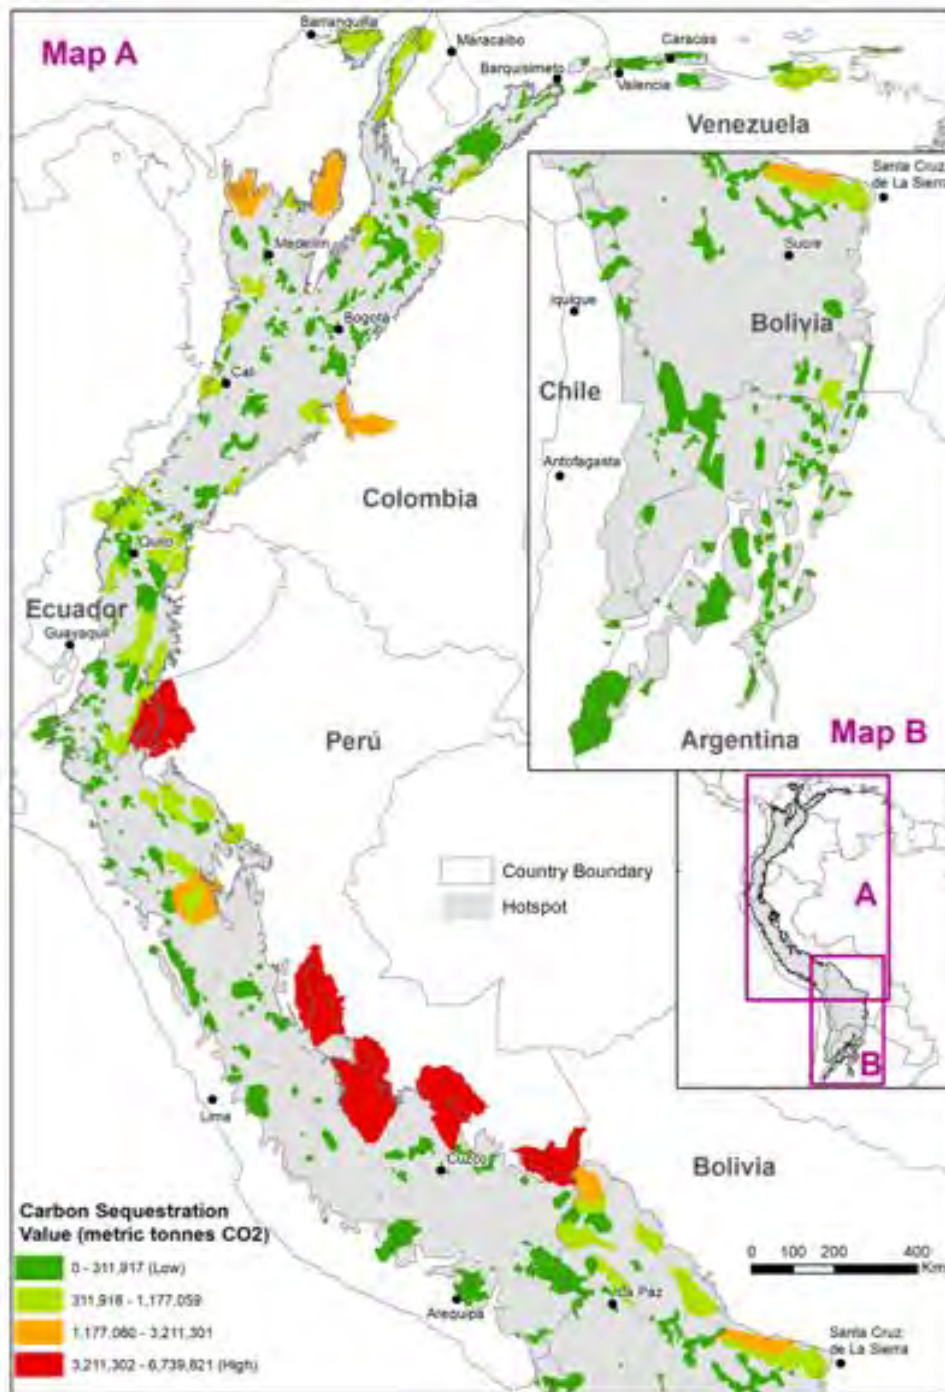 Map A
Barranquilla
Maracaibo
Caracas
Barquisimeto
Valencia
Venezuela
Santa Cruz
de La Sierra
Medellín
Sucre
Iquique
Bolivia
Bogotá
Chile
Cali
Antofagasta
Colombia
Quito
Ecuador
Guayaquil
Perú
Argentina
Map B
Country Boundary
Hotspot
A
B
Lima
Cuzco
Bolivia
Carbon Sequestration
Value (metric tonnes CO2)
0 - 311,917 (Low)
311,918 - 1,177,059
1,177,060 - 3,211,301
3,211,302 - 6,739,821 (High)
0 100 200 400
Km
La Paz
Arequipa
Santa Cruz
de La Sierra